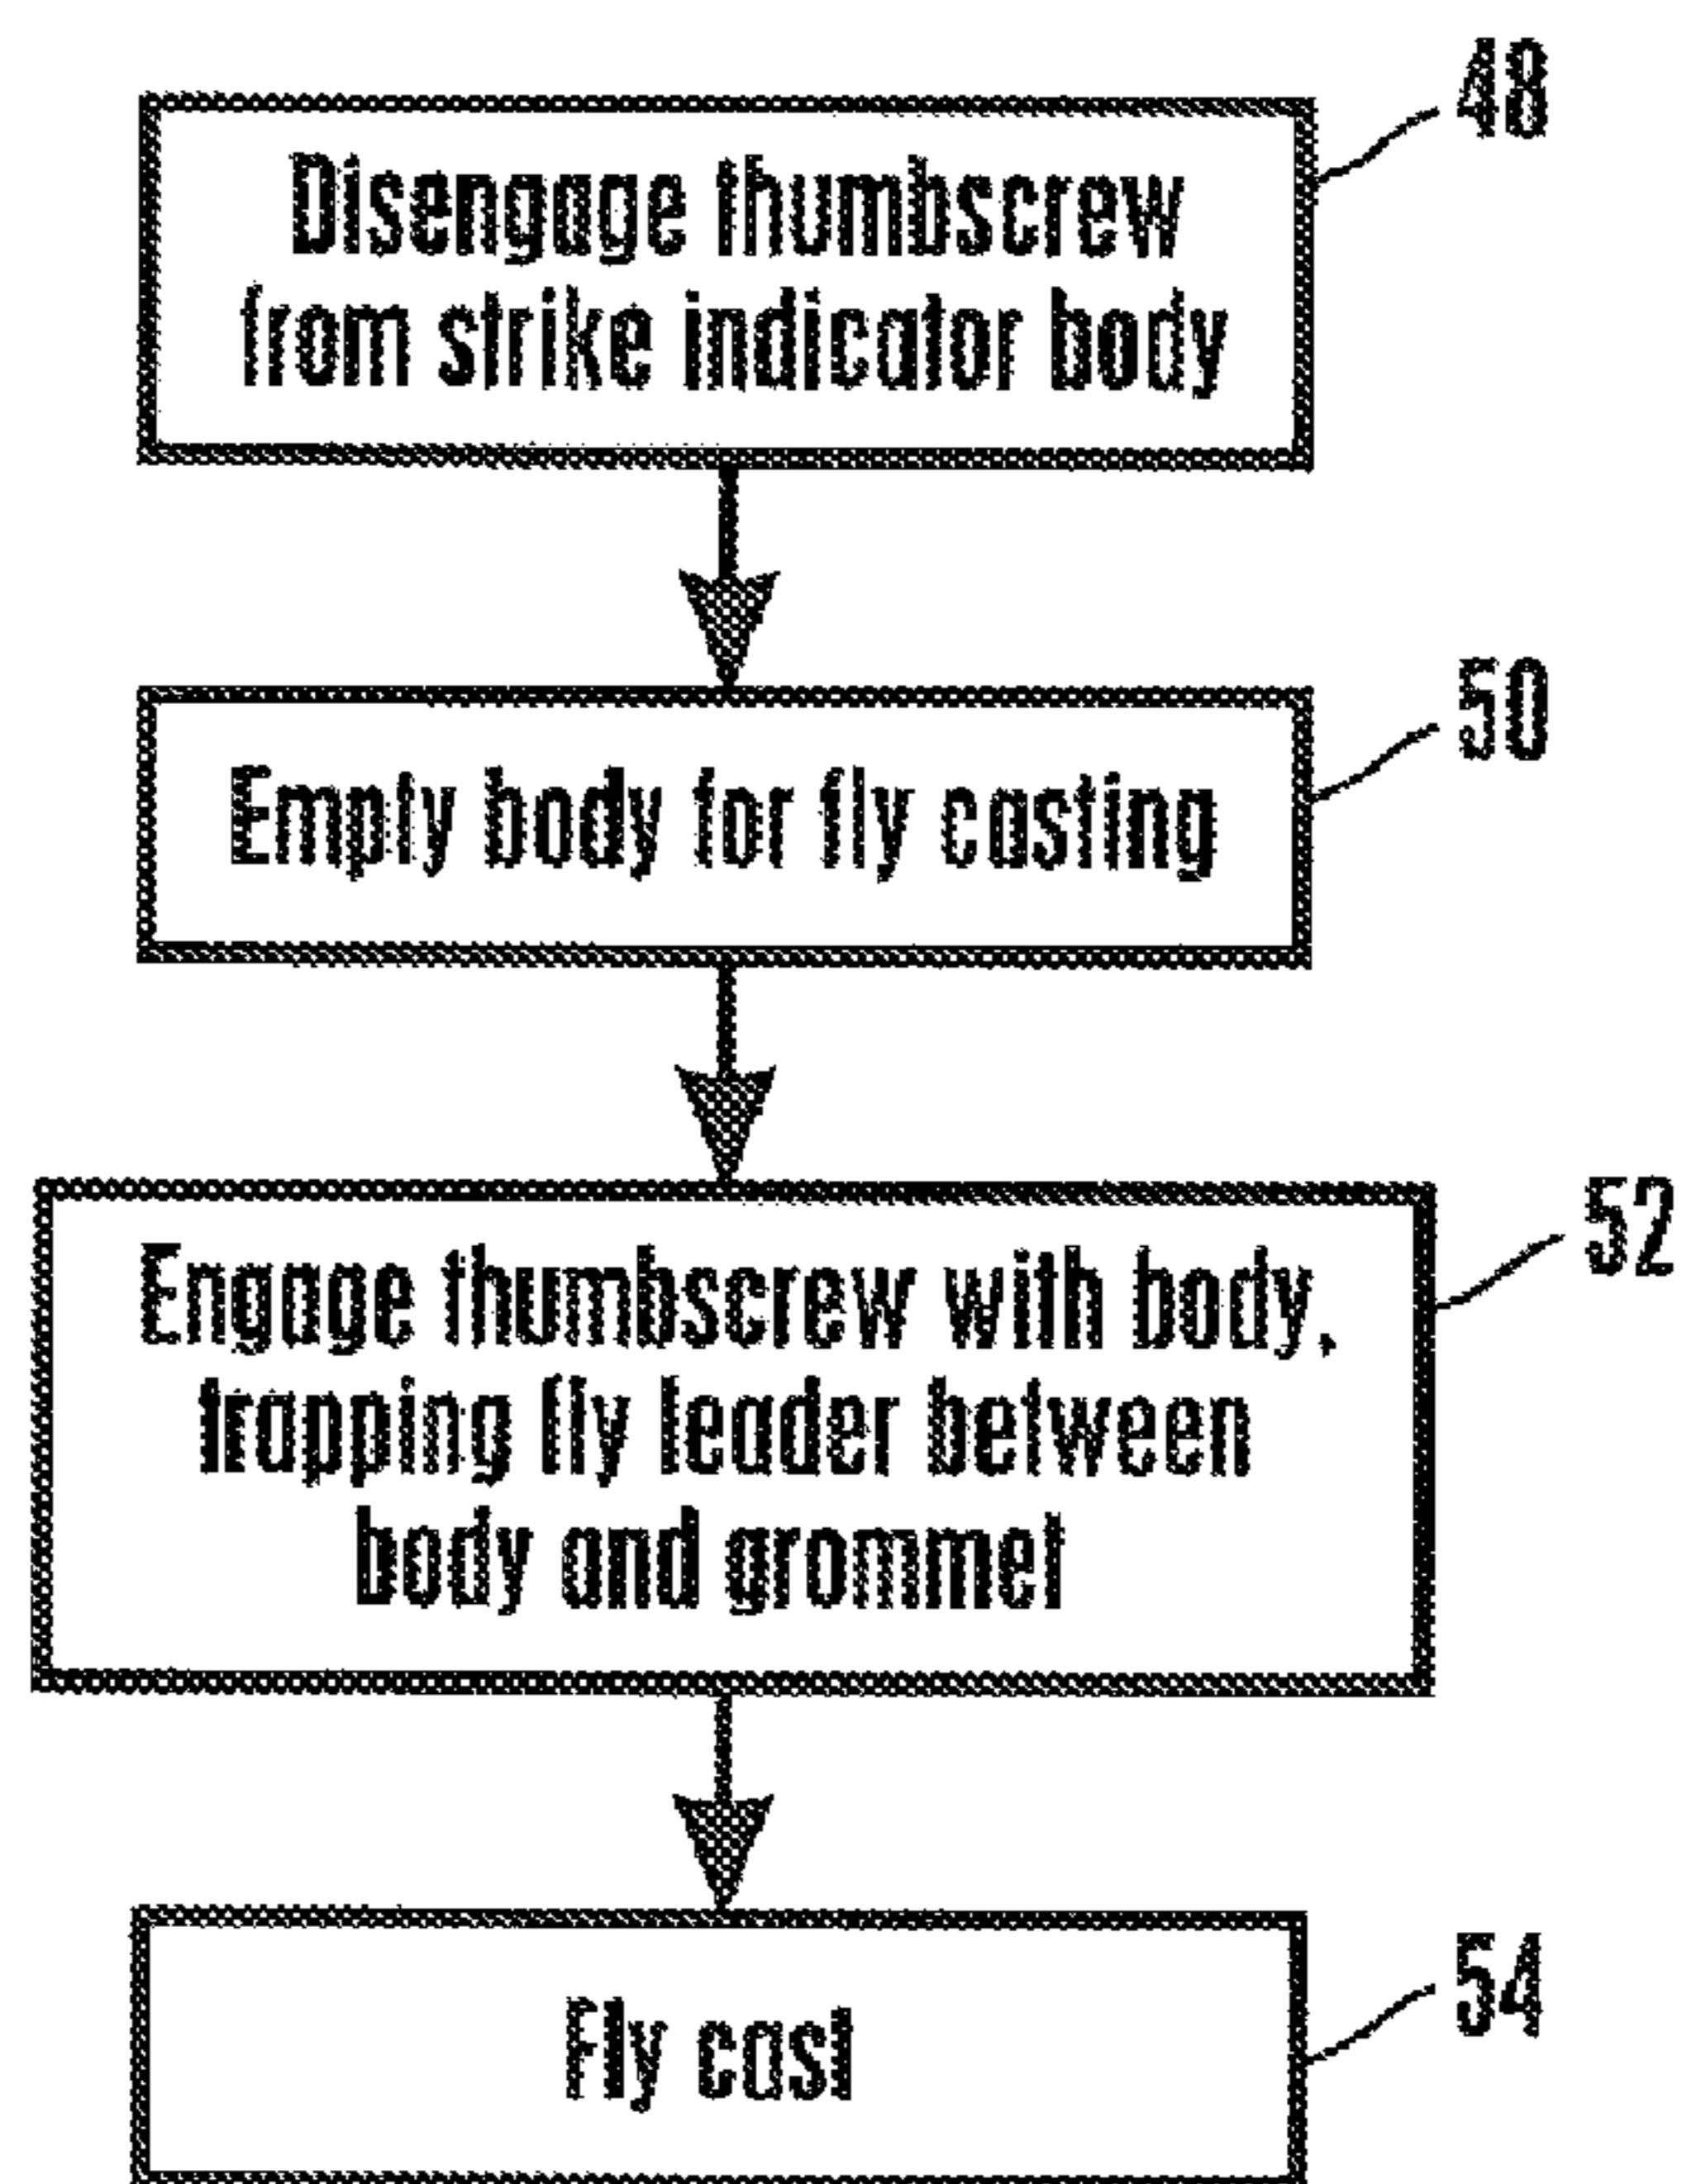 48
Disengage thumbscrew
from strike indicator body
50
Empty body for fly casting
52
Engage thumbscrew with body,
trapping fly leader between
body and grommet
54
Fly cast